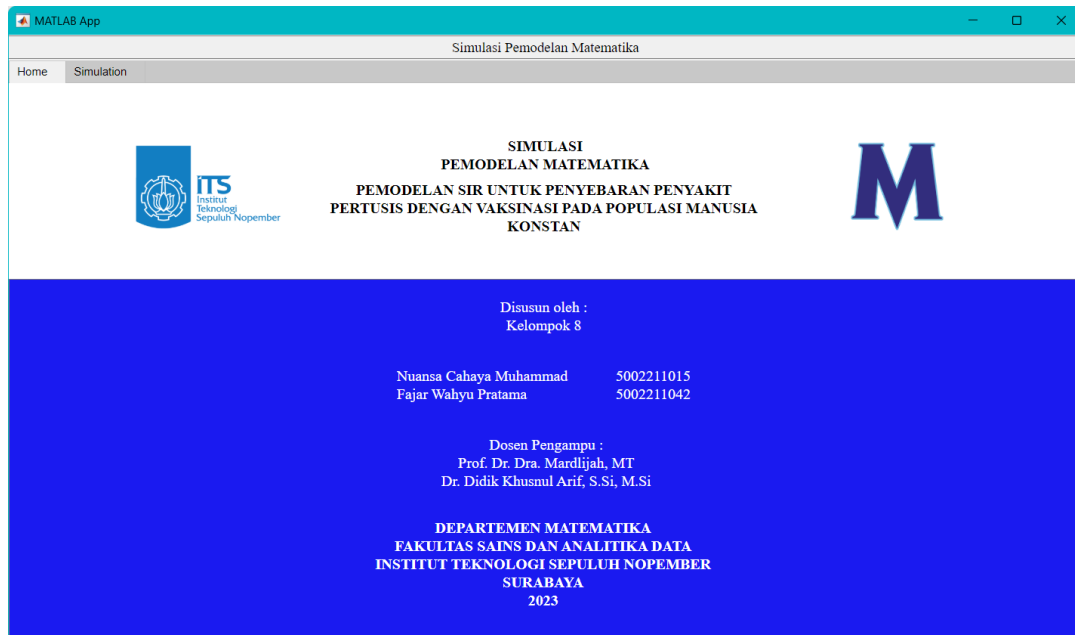 MATLAB App
Simulasi Pemodelan Matematika
Home Simulation
ITS
Institut
Teknologi
Sepuluh Nopember
SIMULASI
PEMODELAN MATEMATIKA
PEMODELAN SIR UNTUK PENYEBARAN PENYAKIT
PERTUSIS DENGAN VAKSINASI PADA POPULASI MANUSIA
KONSTAN
M
Disusun oleh :
Kelompok 8
Nuansa Cahaya Muhammad 5002211015
Fajar Wahyu Pratama 5002211042
Dosen Pengampu :
Prof. Dr. Dra. Mardlijah, MT
Dr. Didik Khusnul Arif, S.Si, M.Si
DEPARTEMEN MATEMATIKA
FAKULTAS SAINS DAN ANALITIKA DATA
INSTITUT TEKNOLOGI SEPULUH NOPEMBER
SURABAYA
2023